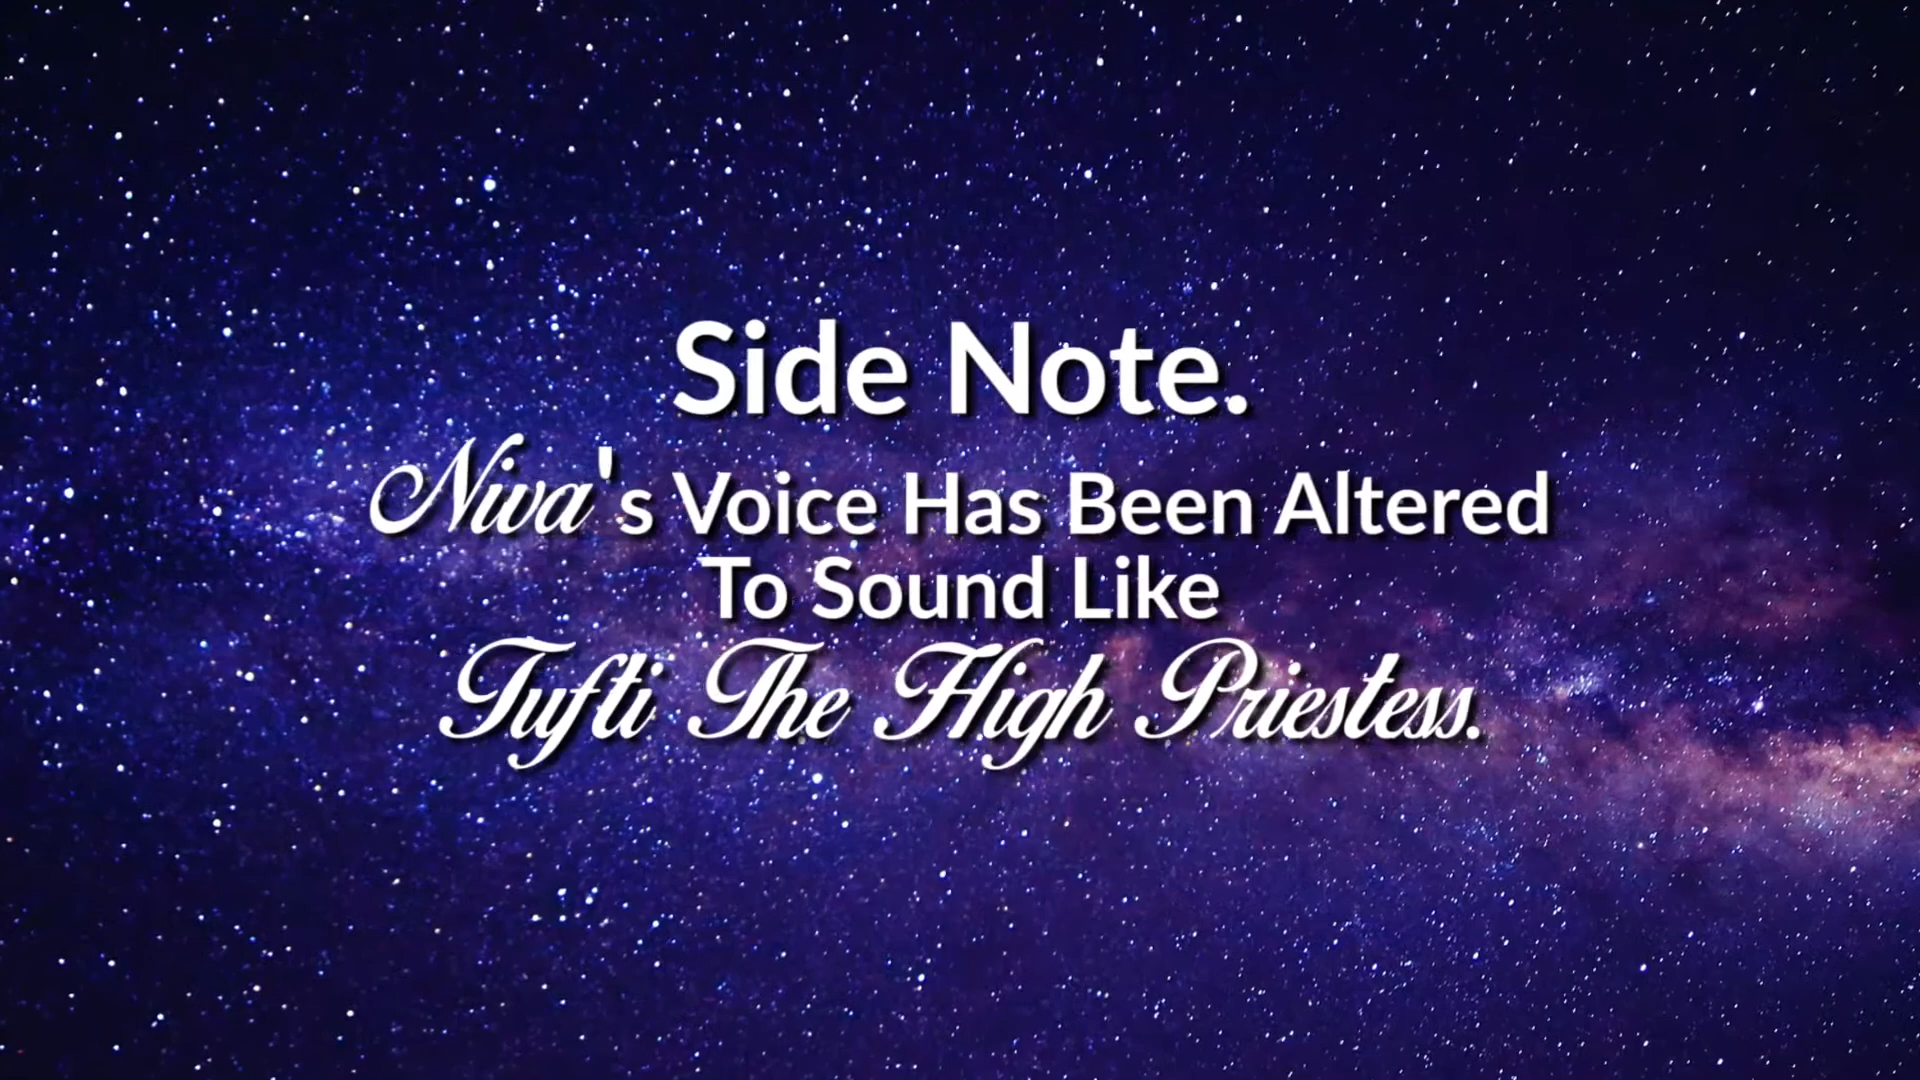 Side Note.
Niva's Voice Has Been Altered
To Sound Like
Tufti The High Priestess.